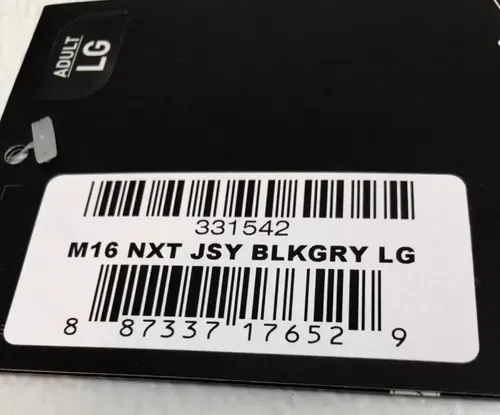 ADULT
LG
331542
M16 NXT JSY BLKGRY LG
8 87337 17652 9